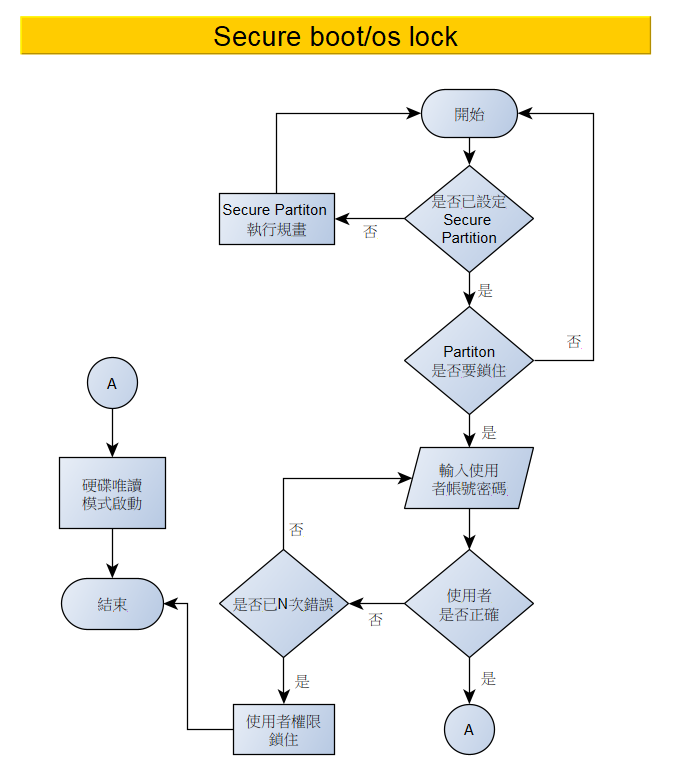 Secure boot/os lock
開始
是否已設定
Secure
Partition
否
Secure Partiton
執行規畫
是
Partiton
是否要鎖住
否
是
A
輸入使用
者帳號密碼
硬碟唯讀
模式啟動
否
使用者
是否正確
否
是否已N次錯誤
結束
是
是
使用者權限
鎖住
A